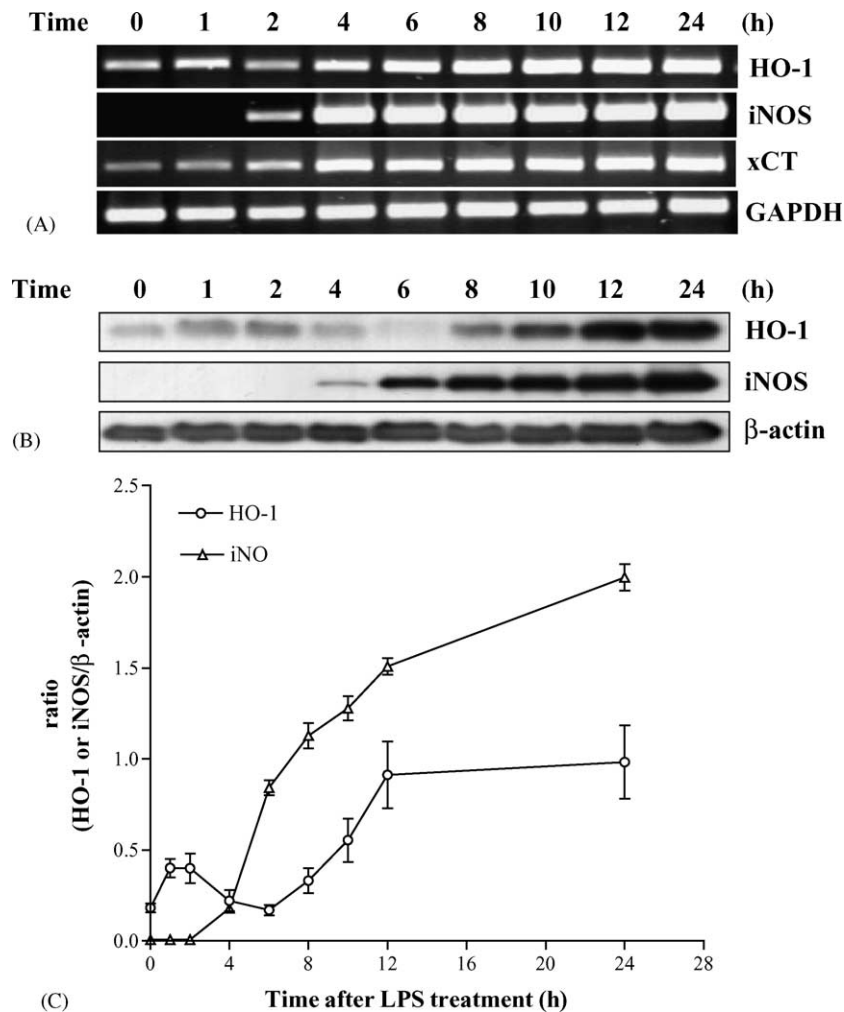 Time 0 1 2 4 6 8 10 12 24 (h)
HO-1
iNOS
xCT
GAPDH
(A)
Time 0 1 2 4 6 8 10 12 24 (h)
HO-1
iNOS
β-actin
(B)
2.5
2.0
1.5
1.0
0.5
0.0
HO-1
iNO
ratio
(HO-1 or iNOS/β -actin)
0 4 8 12 16 20 24 28
(C) Time after LPS treatment (h)